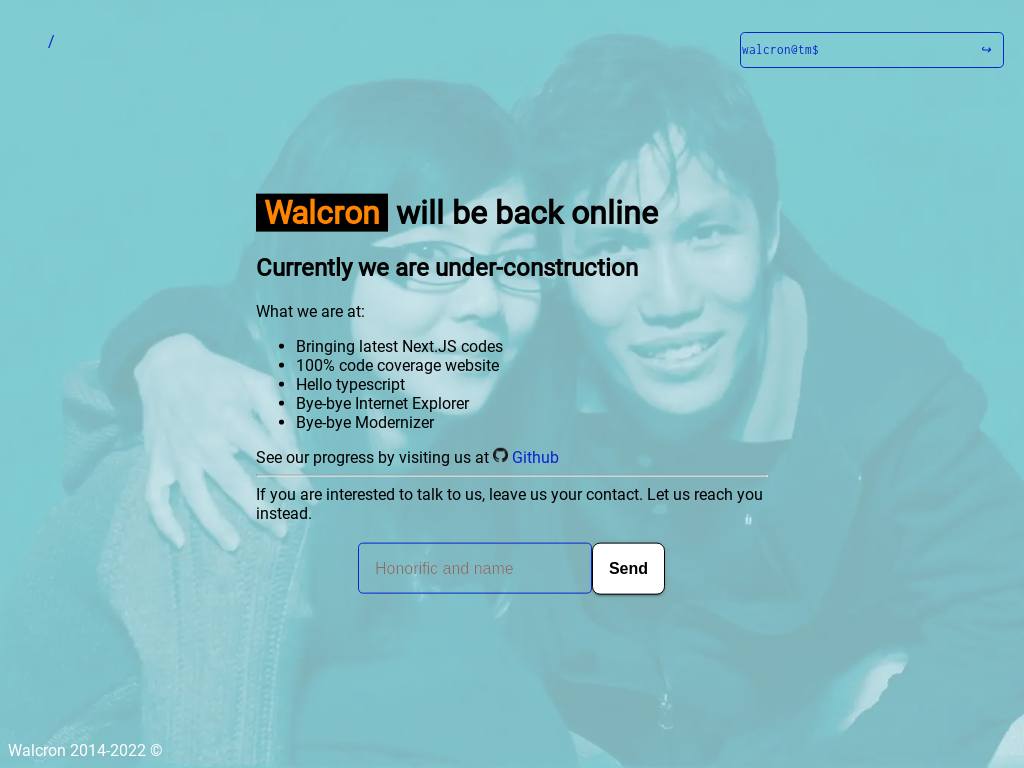 /
walcron@tm$ ↪
Walcron will be back online
Currently we are under-construction
What we are at:
• Bringing latest Next.JS codes
• 100% code coverage website
• Hello typescript
• Bye-bye Internet Explorer
• Bye-bye Modernizer
See our progress by visiting us at Github
If you are interested to talk to us, leave us your contact. Let us reach you
instead.
Honorific and name Send
Walcron 2014-2022 ©